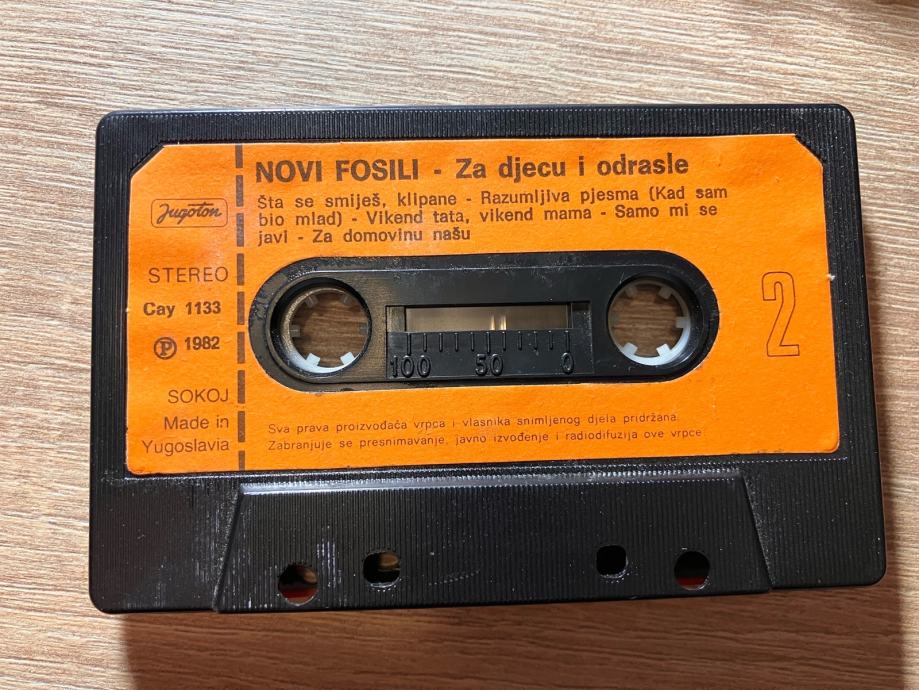 NOVI FOSILI - Za djecu i odrasle
Šta se smiješ, klipane - Razumljiva pjesma (Kad sam
bio mlad) - Vikend tata, vikend mama - Samo mi se
javi - Za domovinu našu
Jugoton
STEREO
Cay 1133
Ⓟ 1982
SOKOJ
Made in
Yugoslavia
100 50 0
2
Sva prava proizvođača vrpca i vlasnika snimljenog djela pridržana.
Zabranjuje se presnimavanje, javno izvođenje i radiodifuzija ove vrpce